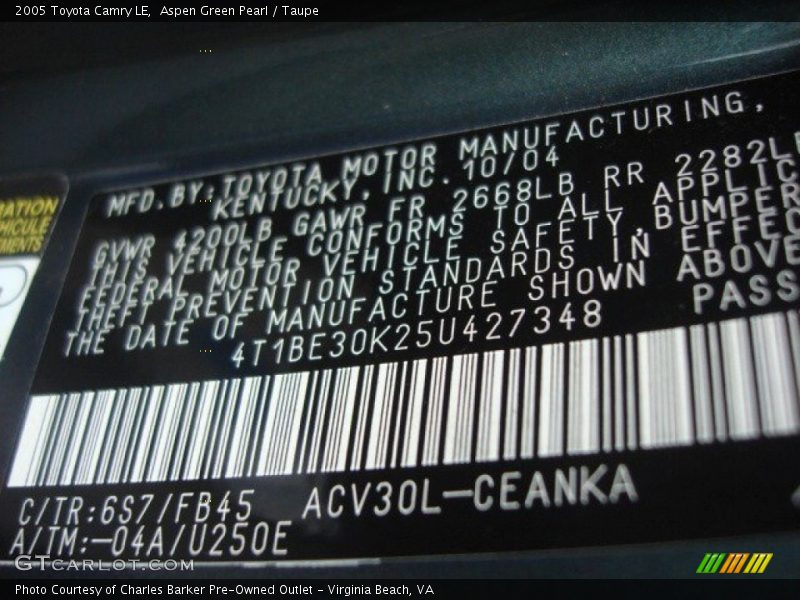 2005 Toyota Camry LE,  Aspen Green Pearl / Taupe
MFD.BY:TOYOTA MOTOR MANUFACTURING,
KENTUCKY, INC. 10/04
GVWR 4200LB GAWR FR 2668LB RR 2282L
THIS VEHICLE CONFORMS TO ALL APPLIC
FEDERAL MOTOR VEHICLE SAFETY,BUMPER
THEFT PREVENTION STANDARDS IN EFFEC
THE DATE OF MANUFACTURE SHOWN ABOVE
4T1BE30K25U427348 PASS
C/TR:6S7/FB45 ACV30L-CEANKA
A/TM:-04A/U250E
GTCARLOT.COM
Photo Courtesy of Charles Barker Pre-Owned Outlet - Virginia Beach, VA